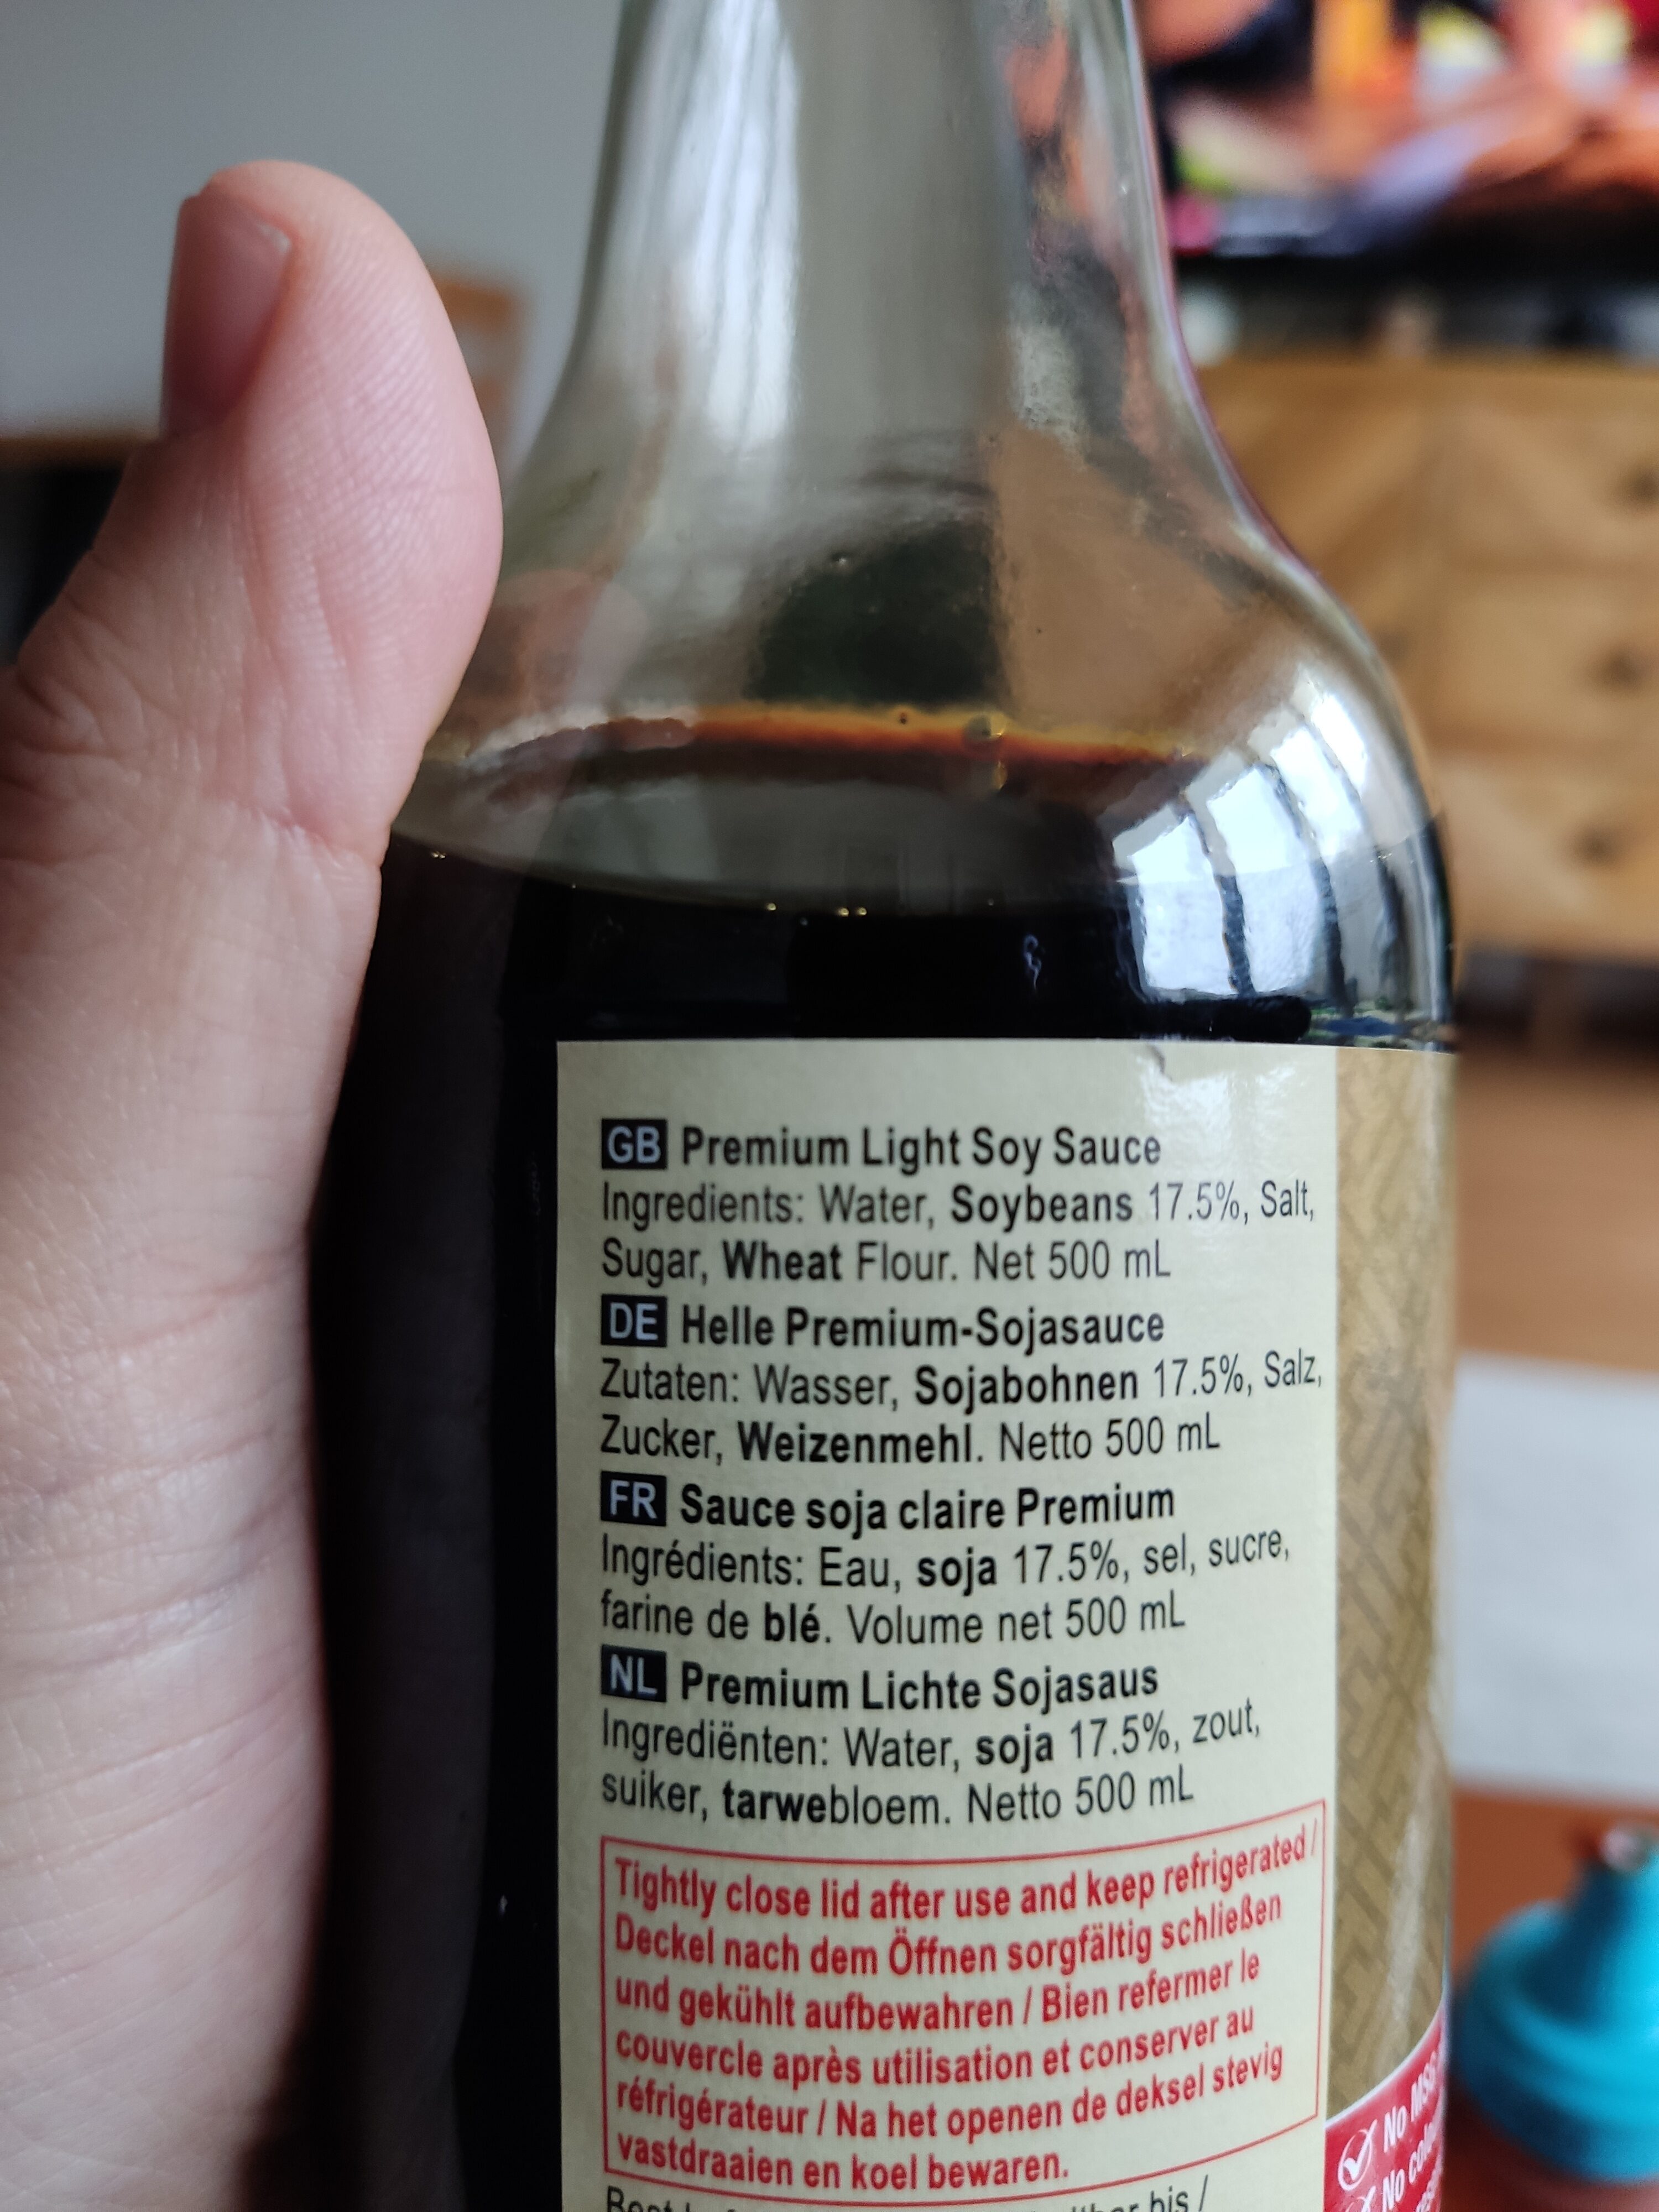 GB Premium Light Soy Sauce
Ingredients: Water, Soybeans 17.5%, Salt,
Sugar, Wheat Flour. Net 500 mL
DE Helle Premium-Sojasauce
Zutaten: Wasser, Sojabohnen 17.5%, Salz,
Zucker, Weizenmehl. Netto 500 mL
FR Sauce soja claire Premium
Ingrédients: Eau, soja 17.5%, sel, sucre,
farine de blé. Volume net 500 mL
NL Premium Lichte Sojasaus
Ingrediënten: Water, soja 17.5%, zout,
suiker, tarwebloem. Netto 500 mL
Tightly close lid after use and keep refrigerated /
Deckel nach dem Öffnen sorgfältig schließen
und gekühlt aufbewahren / Bien refermer le
couvercle après utilisation et conserver au
réfrigérateur / Na het openen de deksel stevig
vastdraaien en koel bewaren.
bis /
No
No